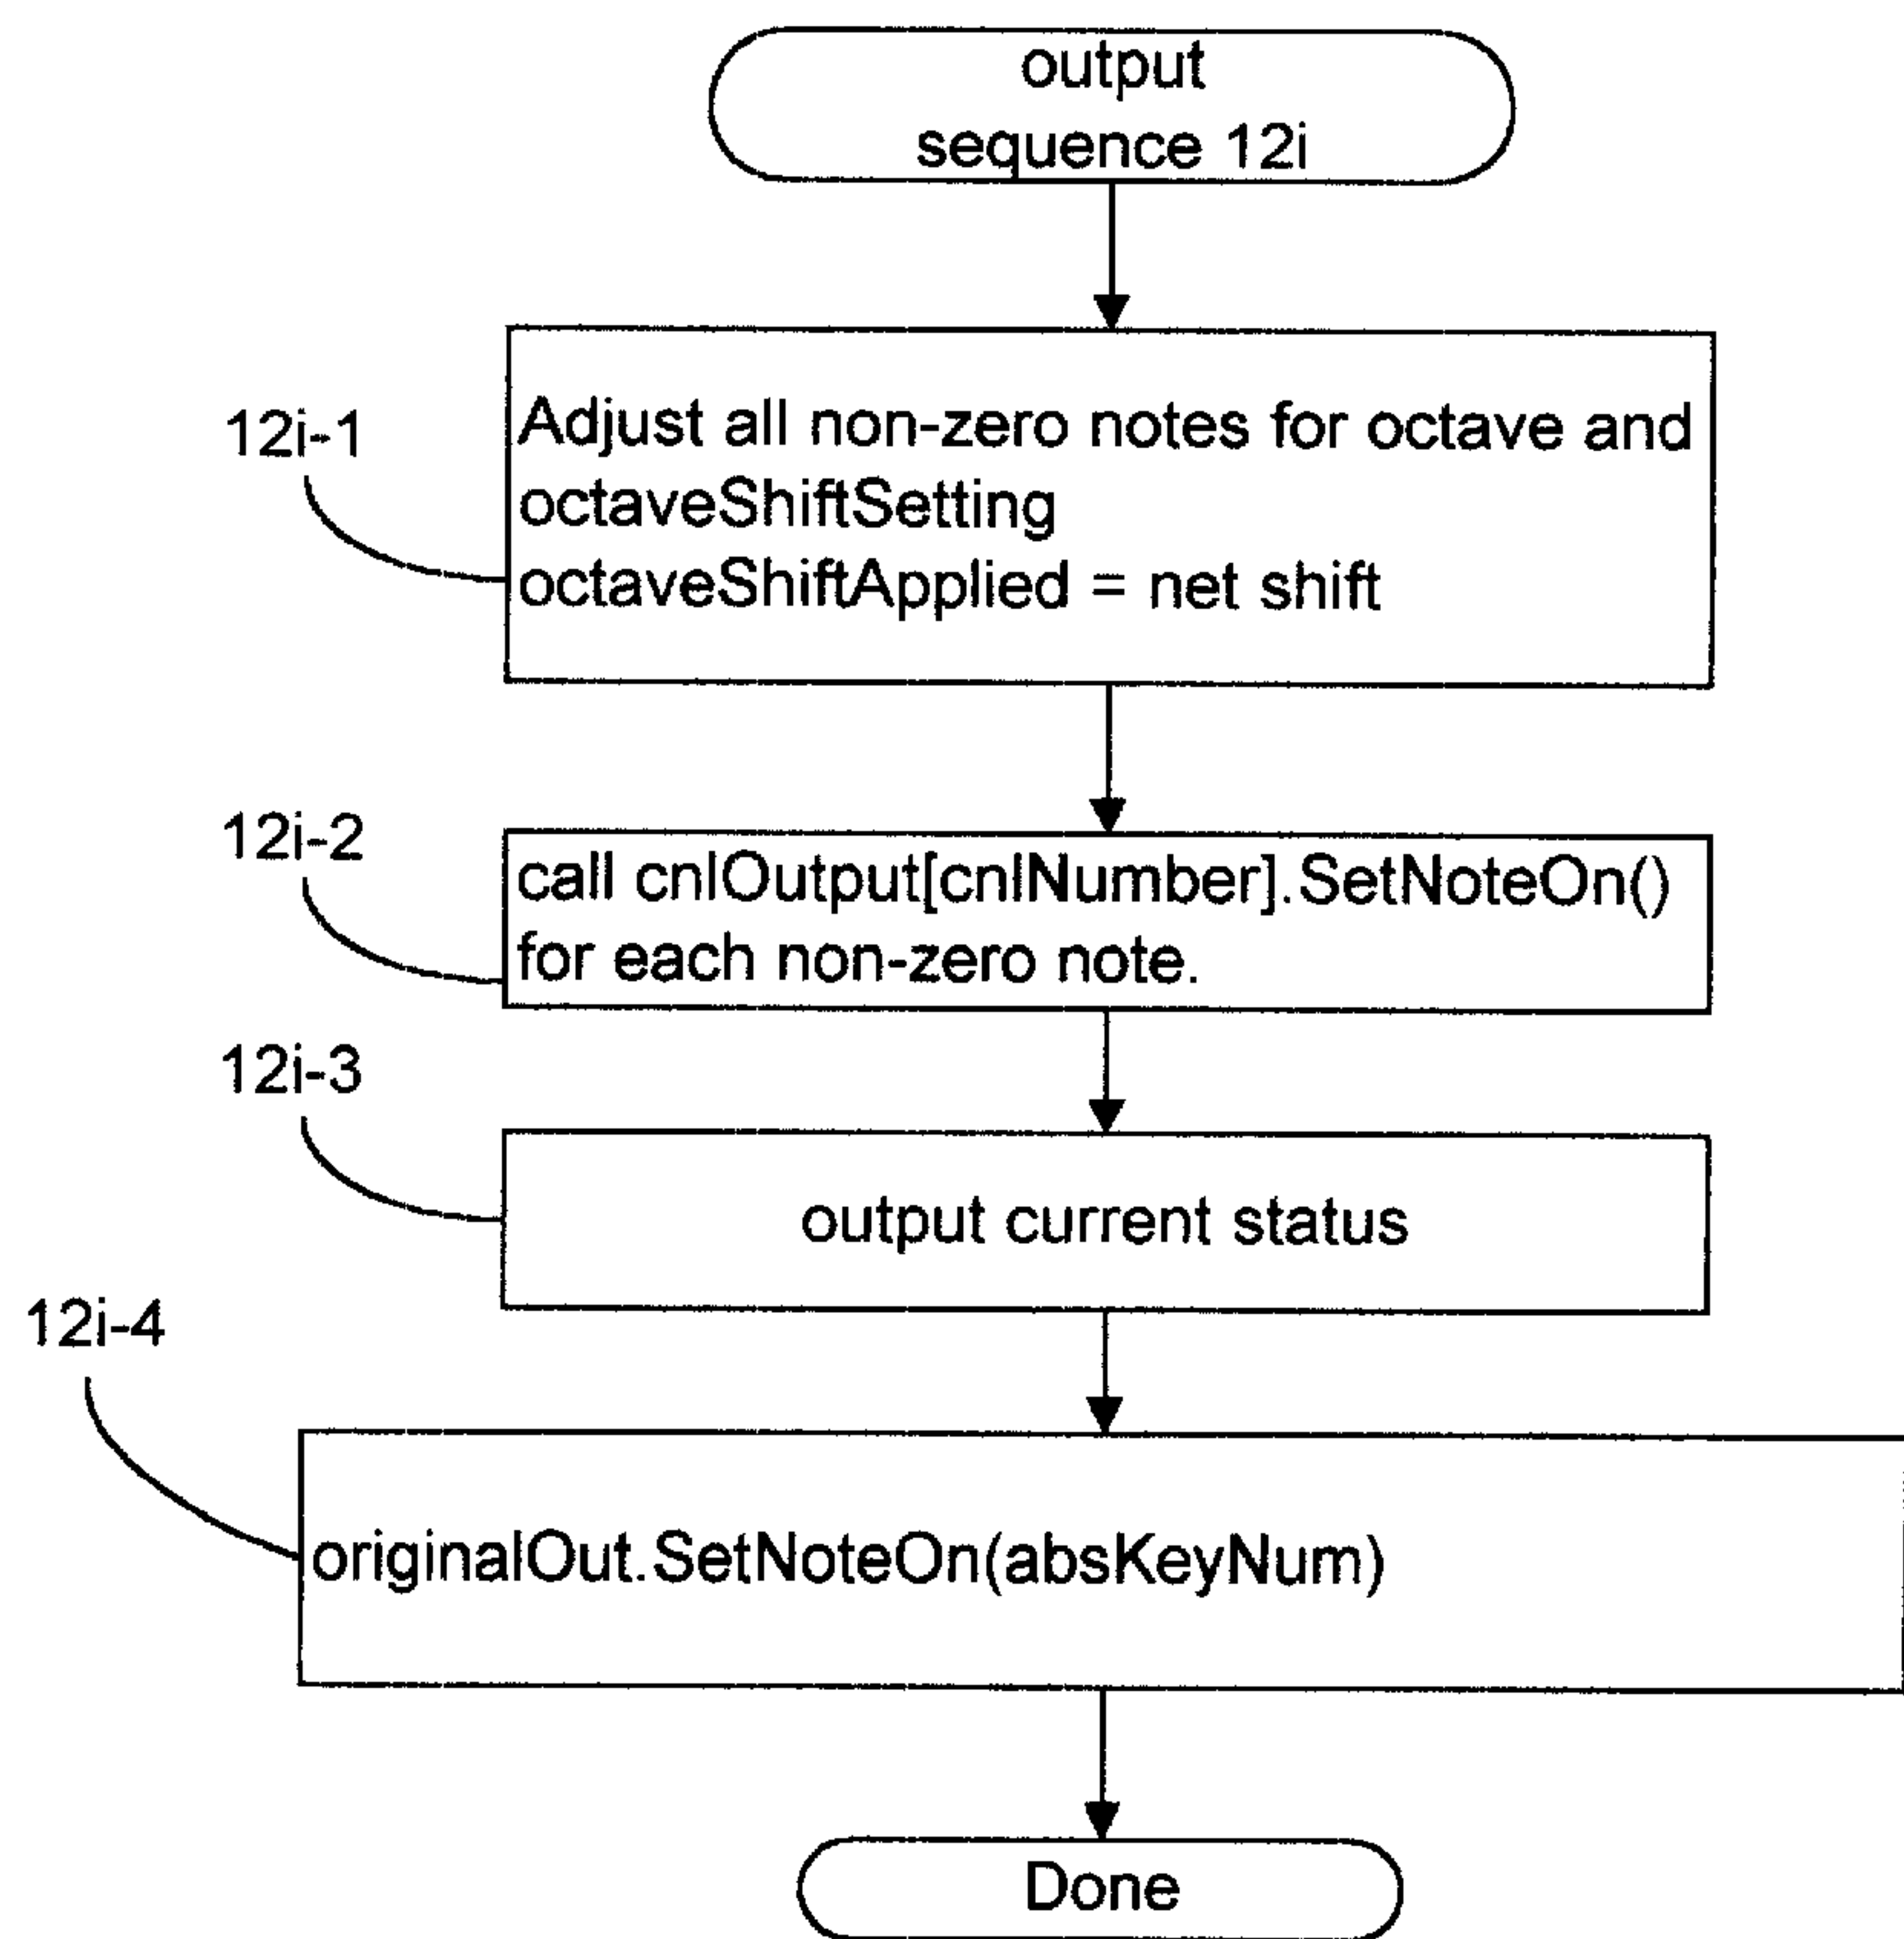 output
sequence 12i
12i-1
Adjust all non-zero notes for octave and
octaveShiftSetting
octaveShiftApplied = net shift
12i-2
call cnlOutput[cnlNumber].SetNoteOn()
for each non-zero note.
12i-3
output current status
12i-4
originalOut.SetNoteOn(absKeyNum)
Done